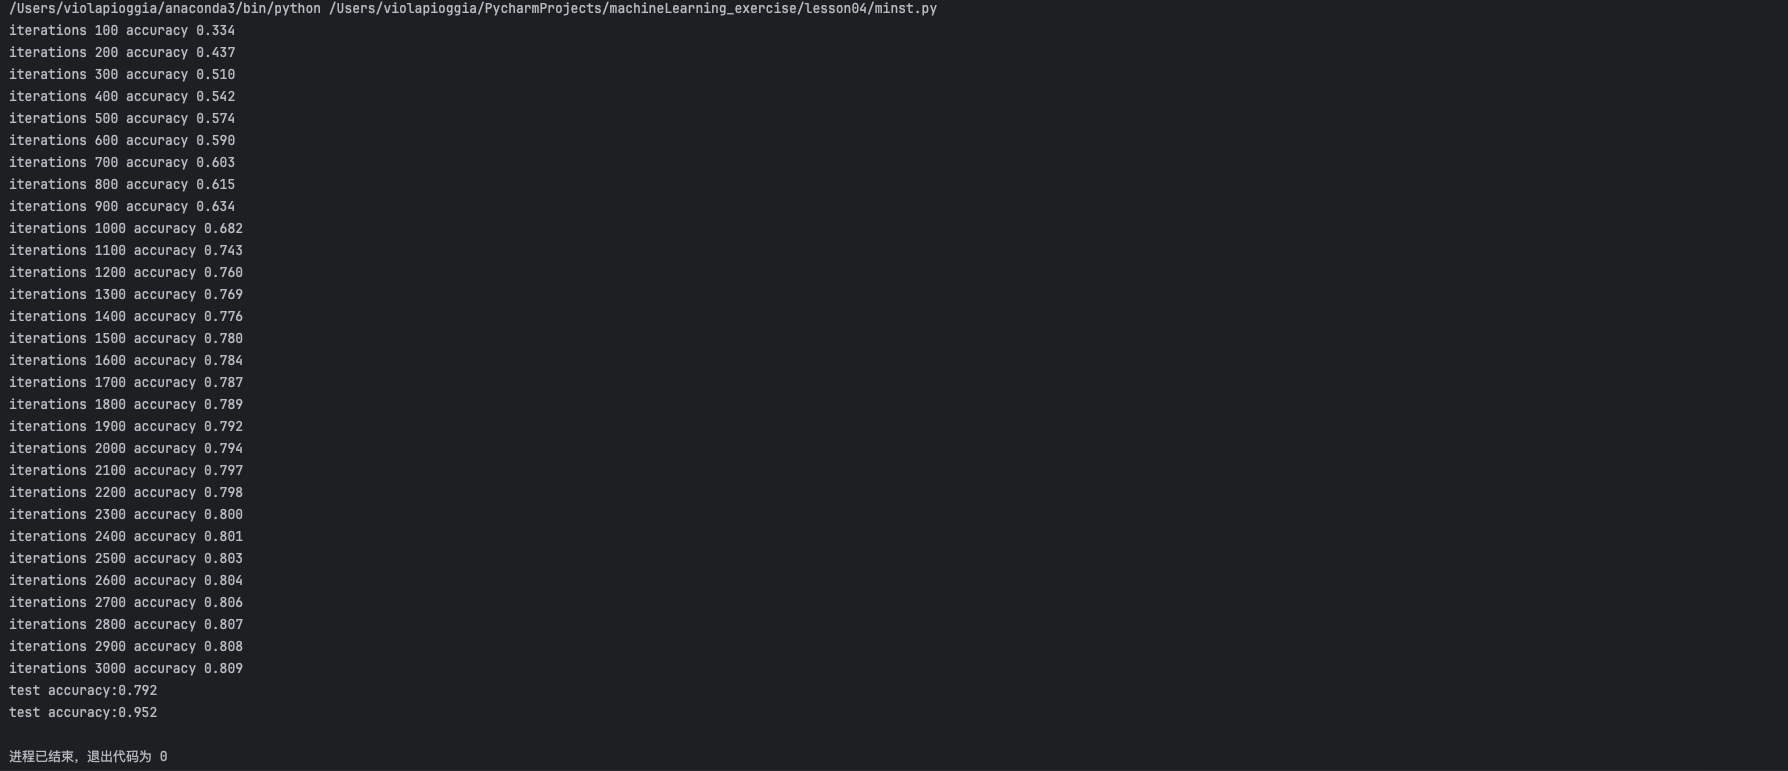 /Users/violapioggia/anaconda3/bin/python /Users/violapioggia/PycharmProjects/machineLearning_exercise/lesson04/minst.py
iterations 100 accuracy 0.334
iterations 200 accuracy 0.437
iterations 300 accuracy 0.510
iterations 400 accuracy 0.542
iterations 500 accuracy 0.574
iterations 600 accuracy 0.590
iterations 700 accuracy 0.603
iterations 800 accuracy 0.615
iterations 900 accuracy 0.634
iterations 1000 accuracy 0.682
iterations 1100 accuracy 0.743
iterations 1200 accuracy 0.760
iterations 1300 accuracy 0.769
iterations 1400 accuracy 0.776
iterations 1500 accuracy 0.780
iterations 1600 accuracy 0.784
iterations 1700 accuracy 0.787
iterations 1800 accuracy 0.789
iterations 1900 accuracy 0.792
iterations 2000 accuracy 0.794
iterations 2100 accuracy 0.797
iterations 2200 accuracy 0.798
iterations 2300 accuracy 0.800
iterations 2400 accuracy 0.801
iterations 2500 accuracy 0.803
iterations 2600 accuracy 0.804
iterations 2700 accuracy 0.806
iterations 2800 accuracy 0.807
iterations 2900 accuracy 0.808
iterations 3000 accuracy 0.809
test accuracy:0.792
test accuracy:0.952
进程已结束，退出代码为 0